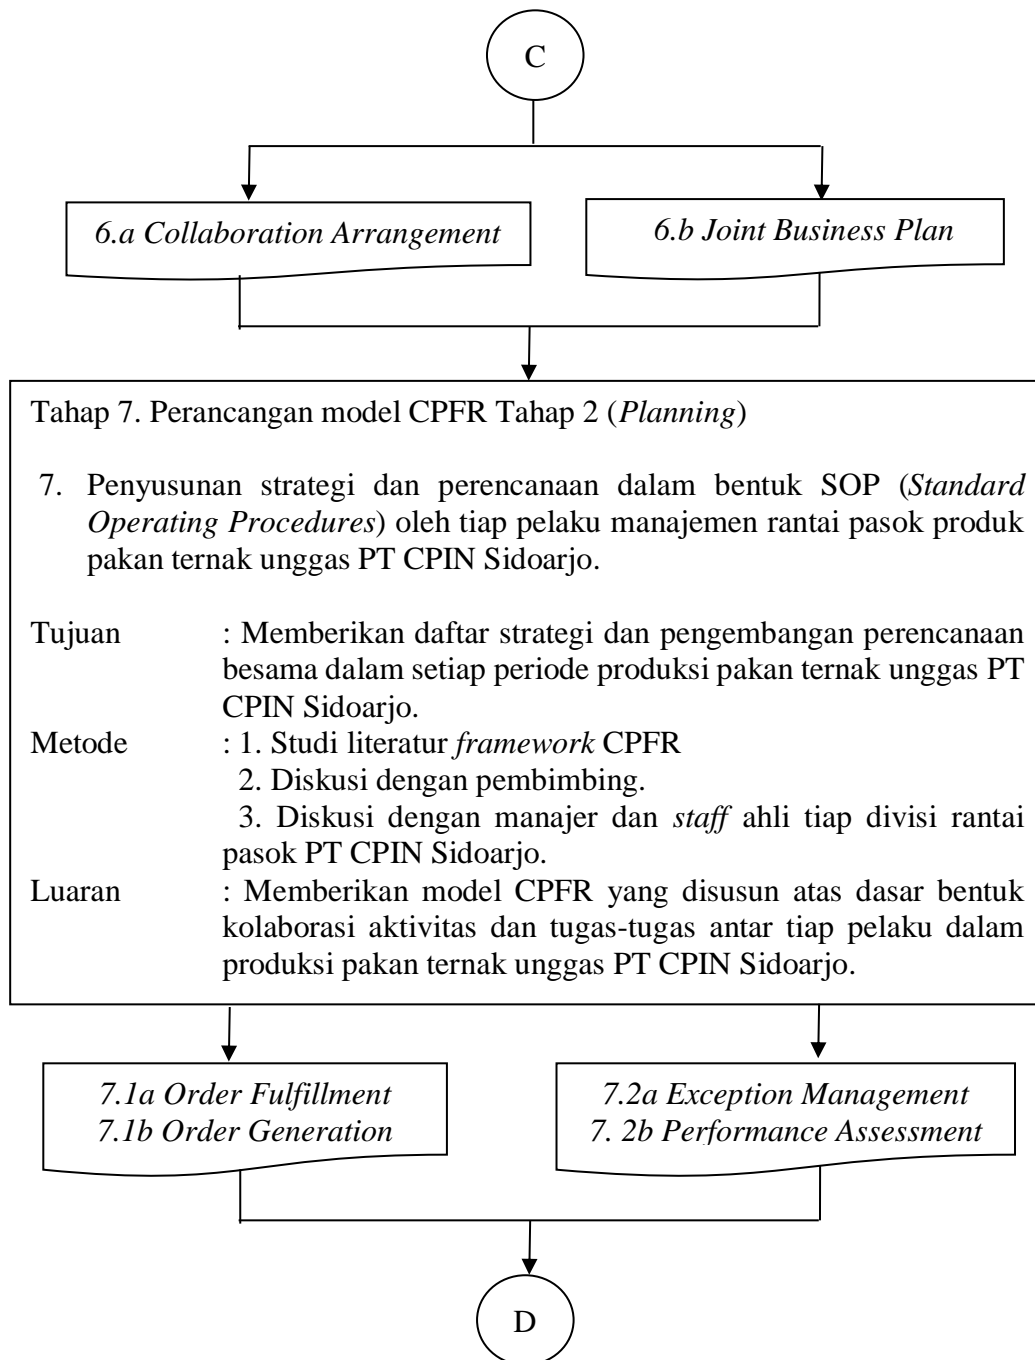 C
6.a Collaboration Arrangement
6.b Joint Business Plan
Tahap 7. Perancangan model CPFR Tahap 2 (Planning)
7. Penyusunan strategi dan perencanaan dalam bentuk SOP (Standard
Operating Procedures) oleh tiap pelaku manajemen rantai pasok produk
pakan ternak unggas PT CPIN Sidoarjo.
Tujuan : Memberikan daftar strategi dan pengembangan perencanaan
besama dalam setiap periode produksi pakan ternak unggas PT
CPIN Sidoarjo.
Metode : 1. Studi literatur framework CPFR
2. Diskusi dengan pembimbing.
3. Diskusi dengan manajer dan staff ahli tiap divisi rantai
pasok PT CPIN Sidoarjo.
Luaran : Memberikan model CPFR yang disusun atas dasar bentuk
kolaborasi aktivitas dan tugas-tugas antar tiap pelaku dalam
produksi pakan ternak unggas PT CPIN Sidoarjo.
7.1a Order Fulfillment
7.1b Order Generation
7.2a Exception Management
7. 2b Performance Assessment
D